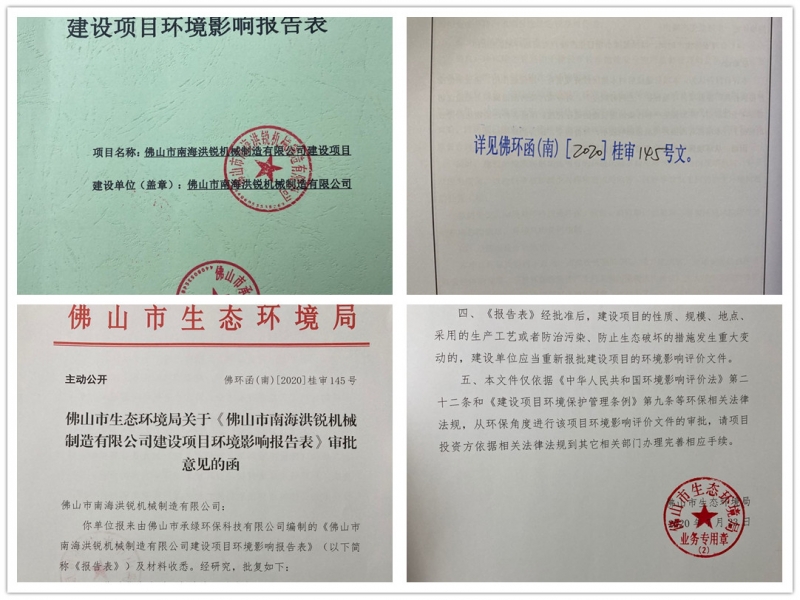 建设项目环境影响报告表
项目名称：佛山市南海洪锐机械制造有限公司建设项目
建设单位（盖章）：佛山市南海洪锐机械制造有限公司
详见佛环函(南)[2020]桂审145号文。
佛山市生态环境局
主动公开
佛环函(南)[2020]桂审145号
佛山市生态环境局关于《佛山市南海洪锐机械
制造有限公司建设项目环境影响报告表》审批
意见的函
佛山市南海洪锐机械制造有限公司：
你单位报来由佛山市承绿环保科技有限公司编制的《佛山市
南海洪锐机械制造有限公司建设项目环境影响报告表》（以下简
称《报告表》）及材料收悉。经研究，批复如下：
四、《报告表》经批准后，建设项目的性质、规模、地点、
采用的生产工艺或者防治污染、防止生态破坏的措施发生重大变
动的，建设单位应当重新报批建设项目的环境影响评价文件。
五、本文件仅依据《中华人民共和国环境影响评价法》第二
十二条和《建设项目环境保护管理条例》第九条等环保相关法律
法规，从环保角度进行该项目环境影响评价文件的审批，请项目
投资方依据相关法律法规到其它相关部门办理完善相应手续。
佛山市生态环境局
业务专用章
(2)